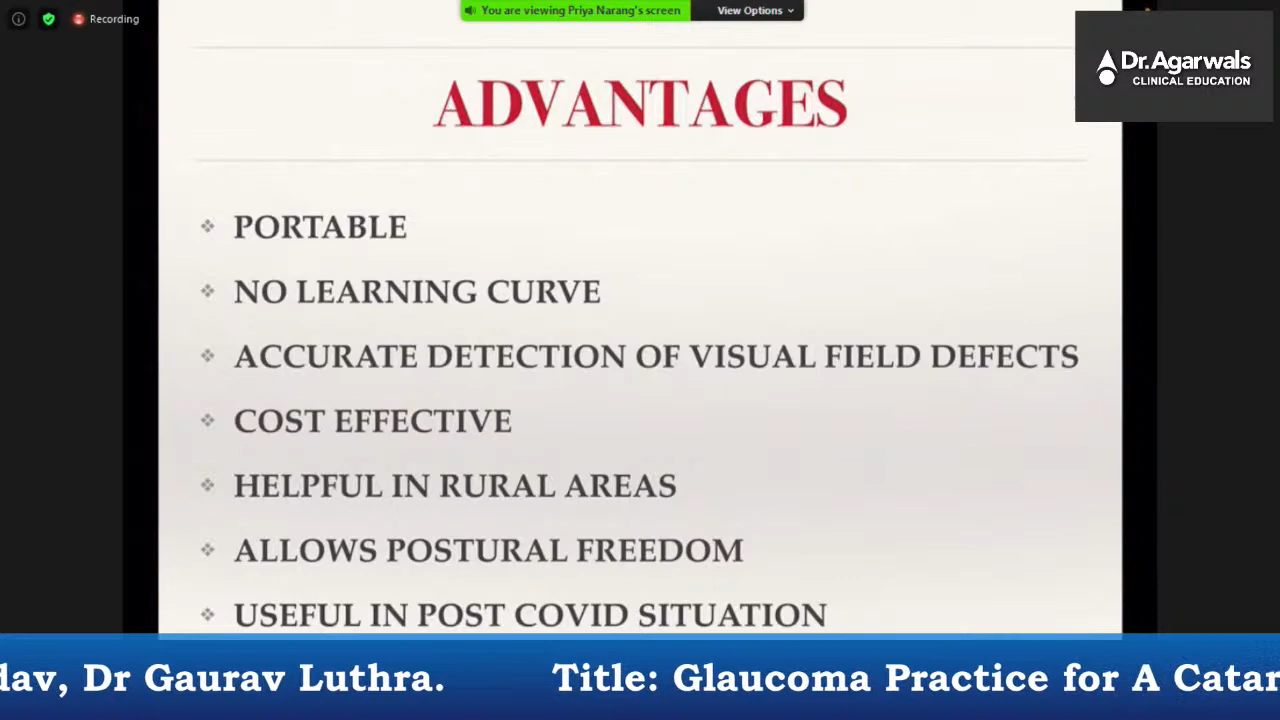 Recording
You are viewing Priya Narang's screen
View Options
Dr.Agarwals
CLINICAL EDUCATION
ADVANTAGES
PORTABLE
NO LEARNING CURVE
ACCURATE DETECTION OF VISUAL FIELD DEFECTS
COST EFFECTIVE
HELPFUL IN RURAL AREAS
ALLOWS POSTURAL FREEDOM
USEFUL IN POST COVID SITUATION
dav, Dr Gaurav Luthra. Title: Glaucoma Practice for A Catar